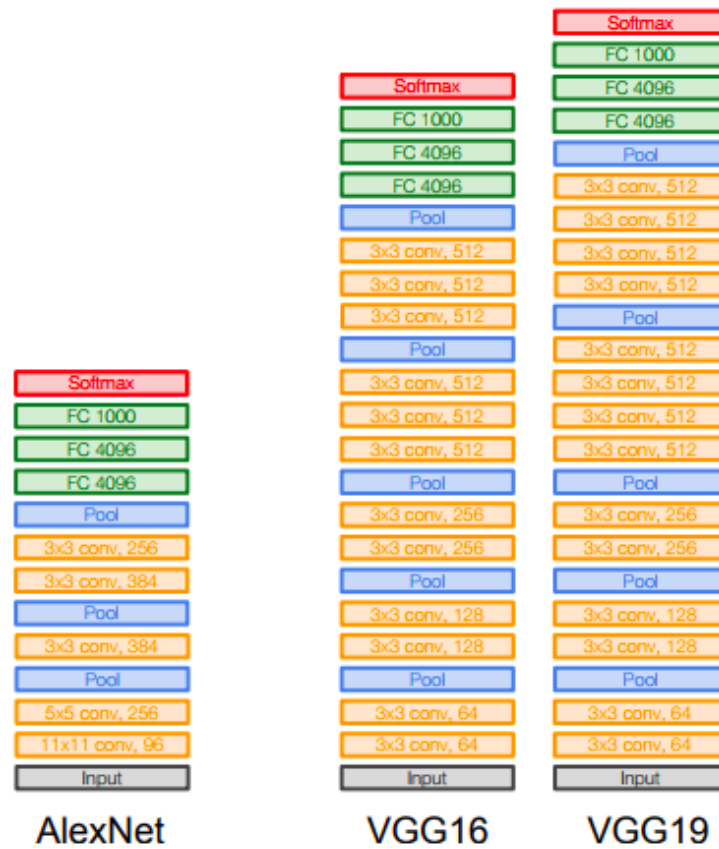 Softmax
FC 1000
FC 4096
FC 4096
Pool
3x3 conv, 256
3x3 conv, 384
Pool
3x3 conv, 384
Pool
5x5 conv, 256
11x11 conv, 96
Input
AlexNet
Softmax
FC 1000
FC 4096
FC 4096
Pool
3x3 conv, 512
3x3 conv, 512
3x3 conv, 512
Pool
3x3 conv, 512
3x3 conv, 512
3x3 conv, 512
Pool
3x3 conv, 256
3x3 conv, 256
Pool
3x3 conv, 128
3x3 conv, 128
Pool
3x3 conv, 64
3x3 conv, 64
Input
VGG16
Softmax
FC 1000
FC 4096
FC 4096
Pool
3x3 conv, 512
3x3 conv, 512
3x3 conv, 512
3x3 conv, 512
Pool
3x3 conv, 512
3x3 conv, 512
3x3 conv, 512
3x3 conv, 512
Pool
3x3 conv, 256
3x3 conv, 256
Pool
3x3 conv, 128
3x3 conv, 128
Pool
3x3 conv, 64
3x3 conv, 64
Input
VGG19